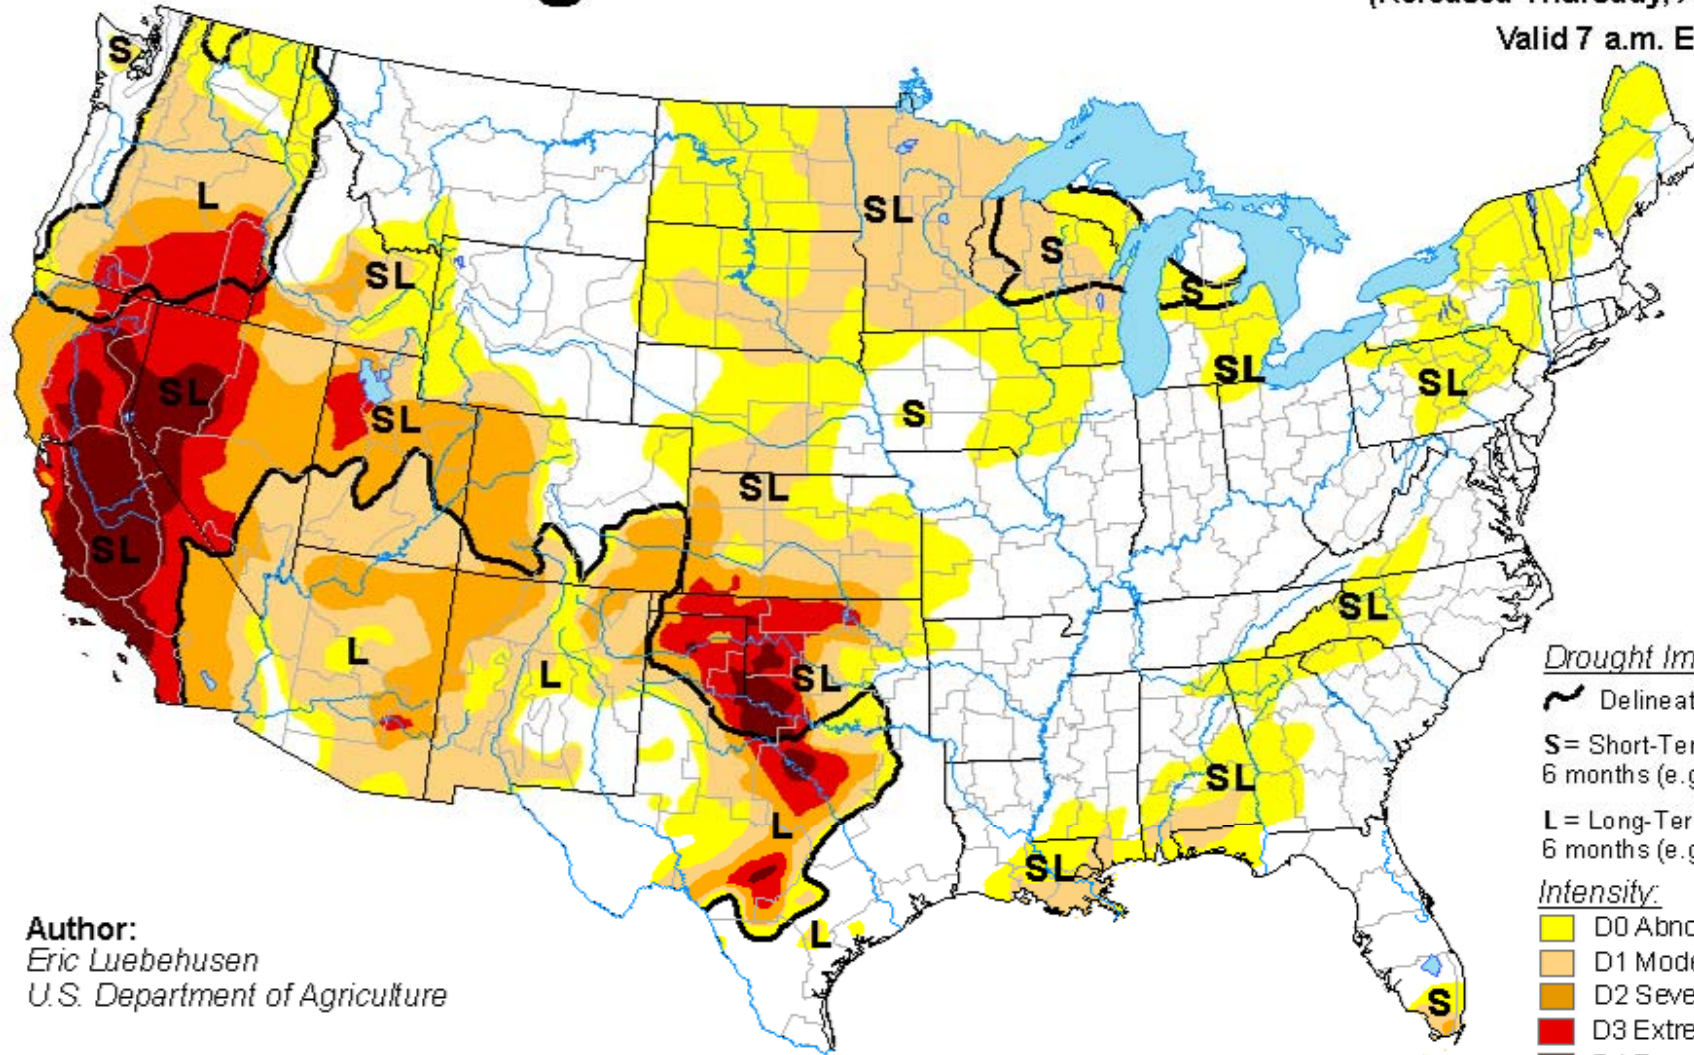 Valid 7 a.m. E
S
L
SL
S
SL
S
SL
SL
SL
S
SL
SL
SL
SL
L
L
SL
SL
L
SL
L
S
Drought Im
Delineat
S = Short-Ter
6 months (e.g
L = Long-Ter
6 months (e.g
Intensity:
D0 Abno
D1 Mode
D2 Seve
D3 Extre
Author:
Eric Luebehusen
U.S. Department of Agriculture